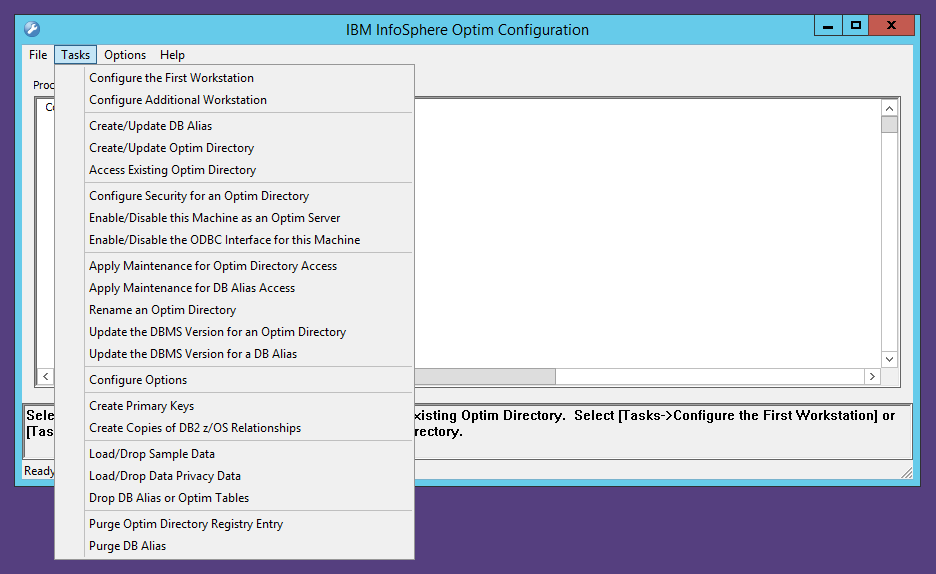 IBM InfoSphere Optim Configuration
File Tasks Options Help
Configure the First Workstation
Configure Additional Workstation
Create/Update DB Alias
Create/Update Optim Directory
Access Existing Optim Directory
Configure Security for an Optim Directory
Enable/Disable this Machine as an Optim Server
Enable/Disable the ODBC Interface for this Machine
Apply Maintenance for Optim Directory Access
Apply Maintenance for DB Alias Access
Rename an Optim Directory
Update the DBMS Version for an Optim Directory
Update the DBMS Version for a DB Alias
Configure Options
Create Primary Keys
Create Copies of DB2 z/OS Relationships
Load/Drop Sample Data
Load/Drop Data Privacy Data
Drop DB Alias or Optim Tables
Purge Optim Directory Registry Entry
Purge DB Alias
Proc
Sele xisting Optim Directory. Select [Tasks->Configure the First Workstation] or
[Tas rectory.
Ready